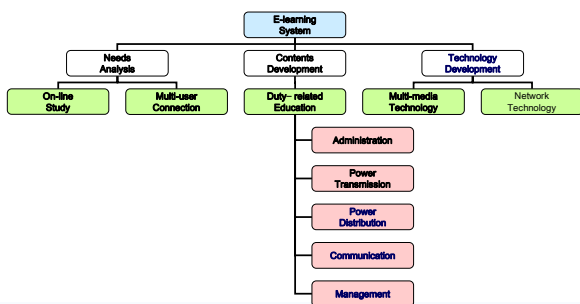 E-learning
System
Needs
Analysis
Contents
Development
Technology
Development
On-line
Study
Multi-user
Connection
Duty– related
Education
Multi-media
Technology
Network
Technology
Administration
Power
Transmission
Power
Distribution
Communication
Management